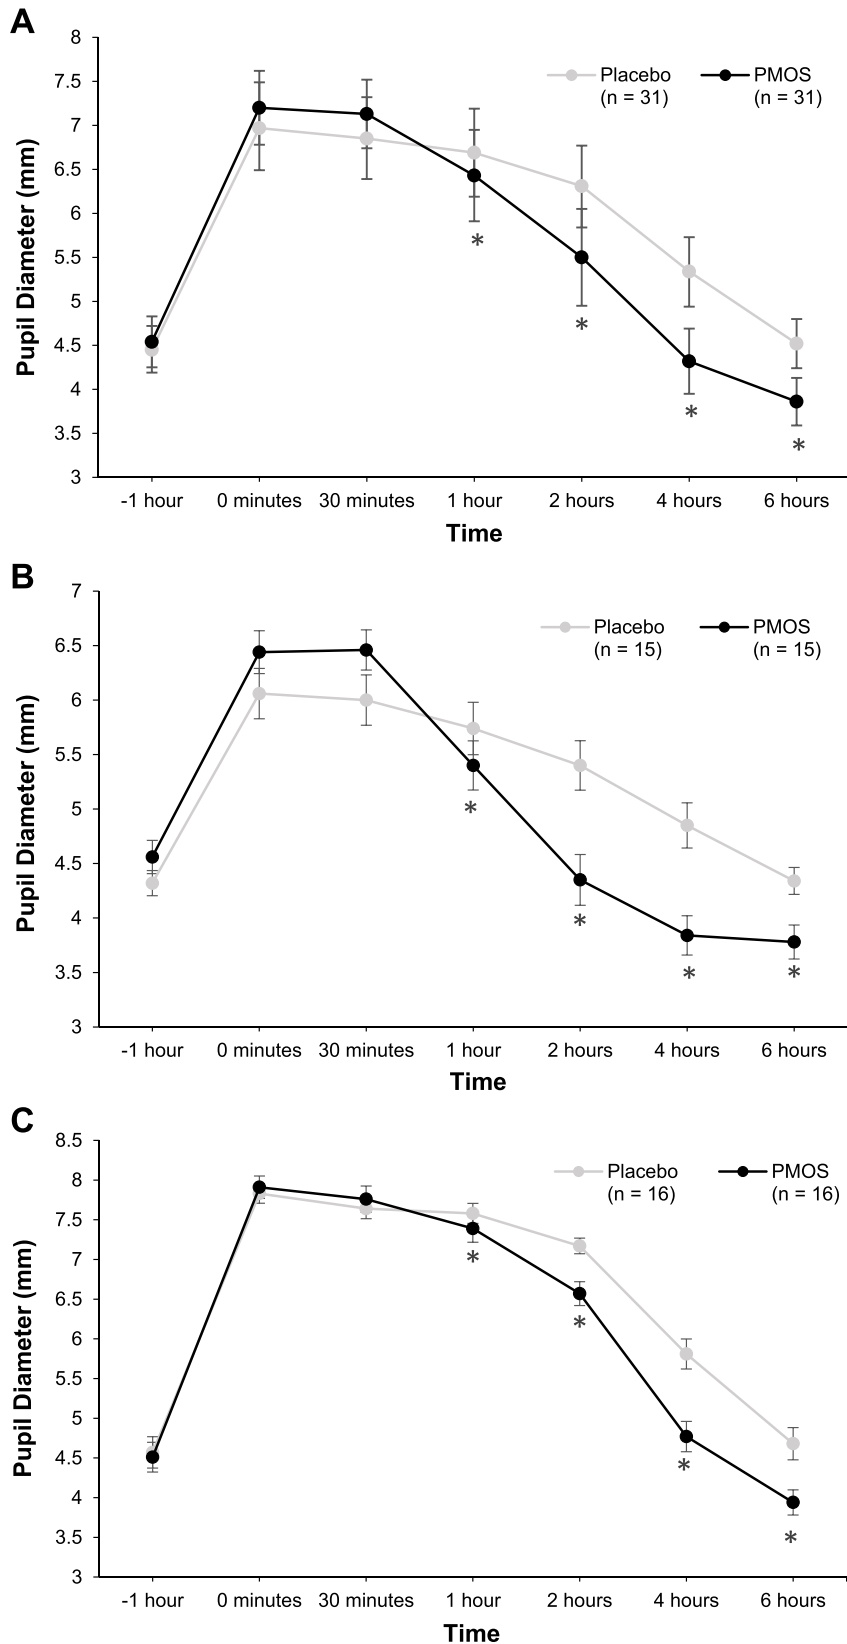 A
8
7.5
7
6.5
6
5.5
5
4.5
4
3.5
3
Pupil Diameter (mm)
Placebo
(n = 31)
PMOS
(n = 31)
*
*
*
*
-1 hour 0 minutes 30 minutes 1 hour 2 hours 4 hours 6 hours
Time
B
7
6.5
6
5.5
5
4.5
4
3.5
3
Pupil Diameter (mm)
Placebo
(n = 15)
PMOS
(n = 15)
*
*
*
*
-1 hour 0 minutes 30 minutes 1 hour 2 hours 4 hours 6 hours
Time
C
8.5
8
7.5
7
6.5
6
5.5
5
4.5
4
3.5
3
Pupil Diameter (mm)
Placebo
(n = 16)
PMOS
(n = 16)
*
*
*
*
-1 hour 0 minutes 30 minutes 1 hour 2 hours 4 hours 6 hours
Time